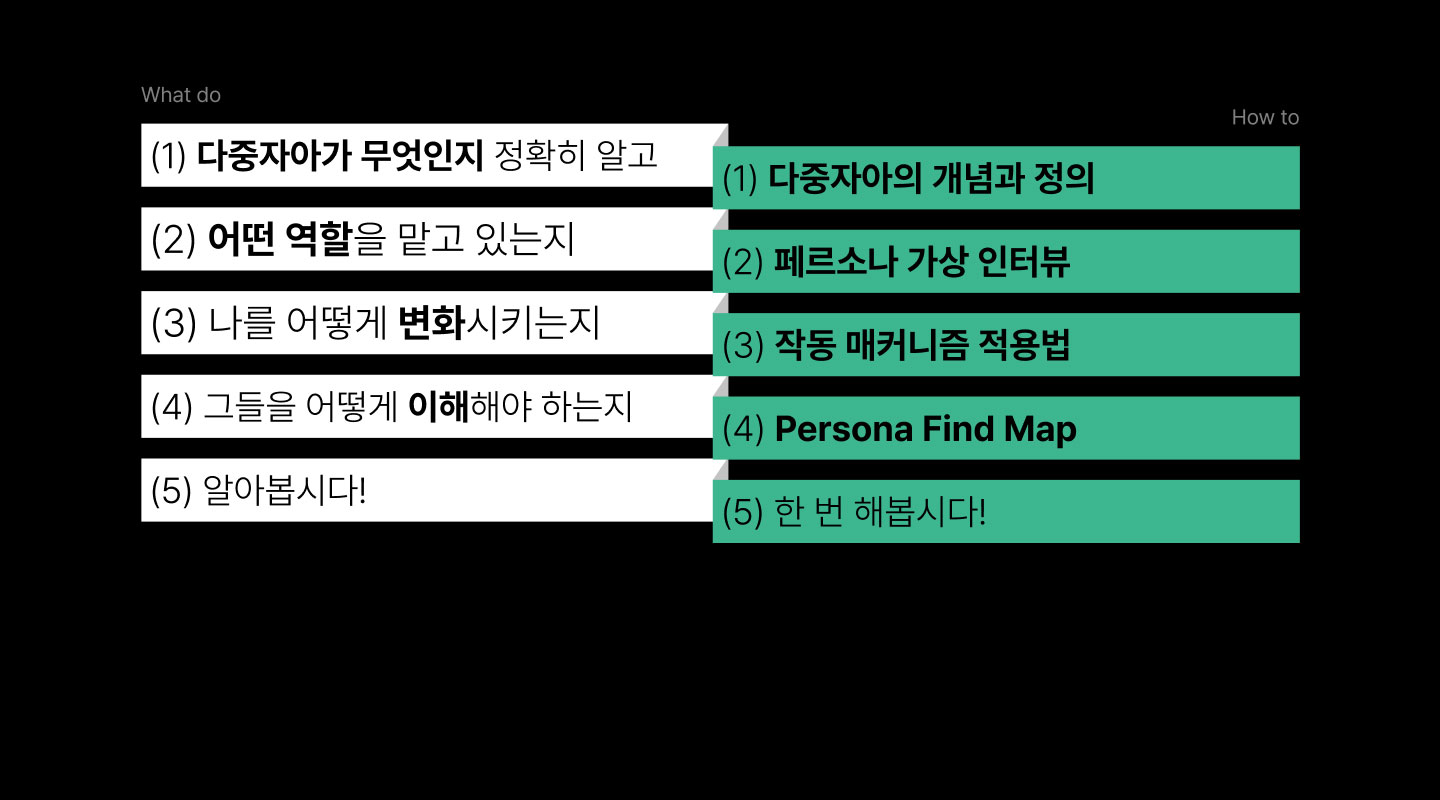 What do
(1) 다중자아가 무엇인지 정확히 알고
(2) 어떤 역할을 맡고 있는지
(3) 나를 어떻게 변화시키는지
(4) 그들을 어떻게 이해해야 하는지
(5) 알아봅시다!
How to
(1) 다중자아의 개념과 정의
(2) 페르소나 가상 인터뷰
(3) 작동 매커니즘 적용법
(4) Persona Find Map
(5) 한 번 해봅시다!